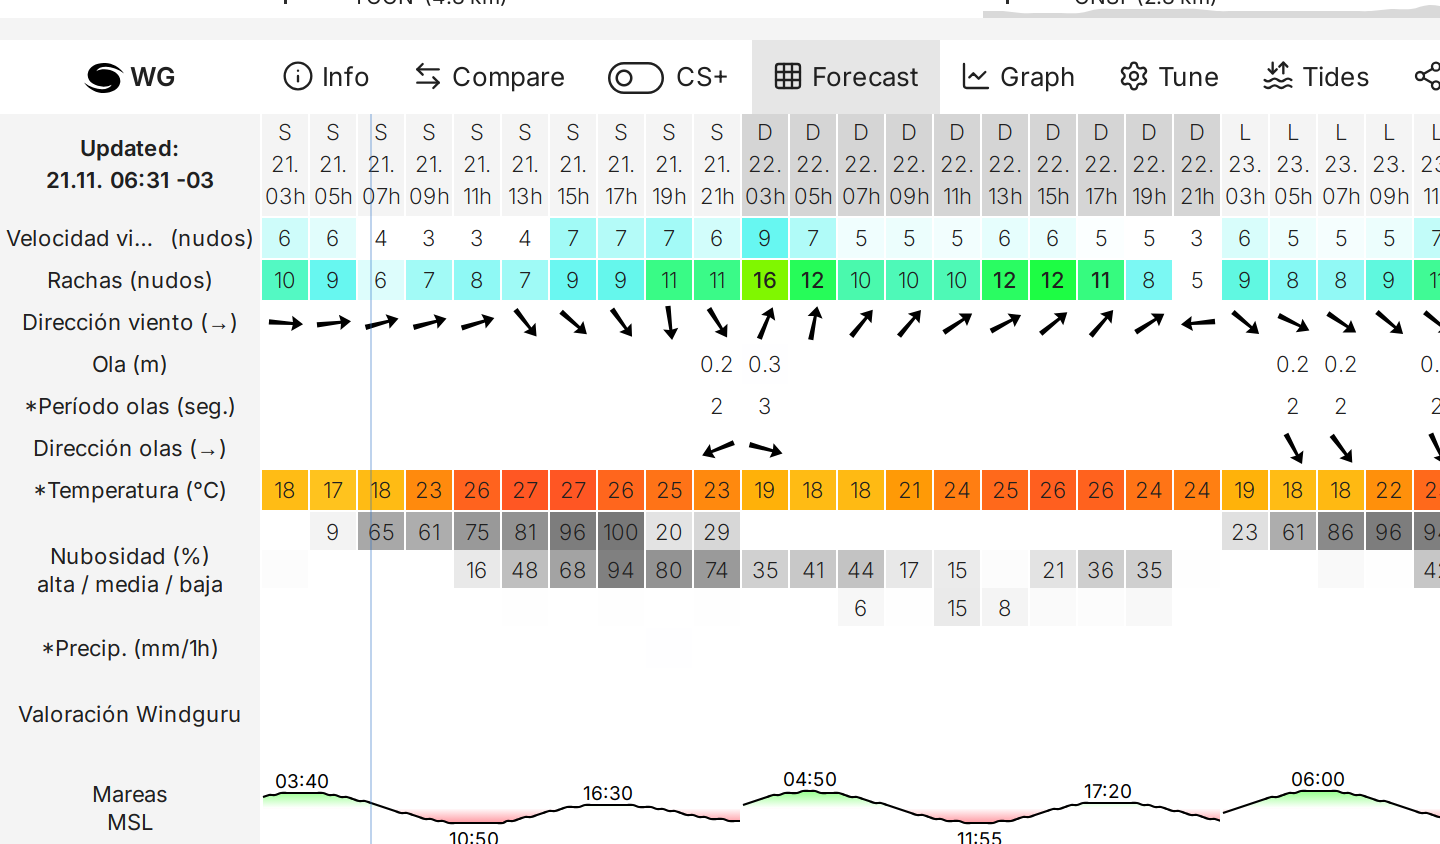 WG Info Compare CS+ Forecast Graph Tune Tides
Updated:
21.11. 06:31 -03
S S S S S S S S S S D D D D D D D D D D L L L L L
21. 21. 21. 21. 21. 21. 21. 21. 21. 21. 22. 22. 22. 22. 22. 22. 22. 22. 22. 22. 23. 23. 23. 23.
03h 05h 07h 09h 11h 13h 15h 17h 19h 21h 03h 05h 07h 09h 11h 13h 15h 17h 19h 21h 03h 05h 07h 09h
Velocidad vi... (nudos) 6 6 4 3 3 4 7 7 7 6 9 7 5 5 5 6 6 5 5 3 6 5 5 5 7
Rachas (nudos) 10 9 6 7 8 7 9 9 11 11 16 12 10 10 10 12 12 11 8 5 9 8 8 9
Dirección viento (→)
Ola (m) 0.2 0.3 0.2 0.2
*Período olas (seg.) 2 3 2 2
Dirección olas (→)
*Temperatura (°C) 18 17 18 23 26 27 27 26 25 23 19 18 18 21 24 25 26 26 24 24 19 18 18 22
9 65 61 75 81 96 100 20 29 23 61 86 96
Nubosidad (%)
alta / media / baja
16 48 68 94 80 74 35 41 44 17 15 21 36 35
6 15 8
*Precip. (mm/1h)
Valoración Windguru
Mareas
MSL
03:40 16:30 04:50 17:20 06:00
10:50 11:55